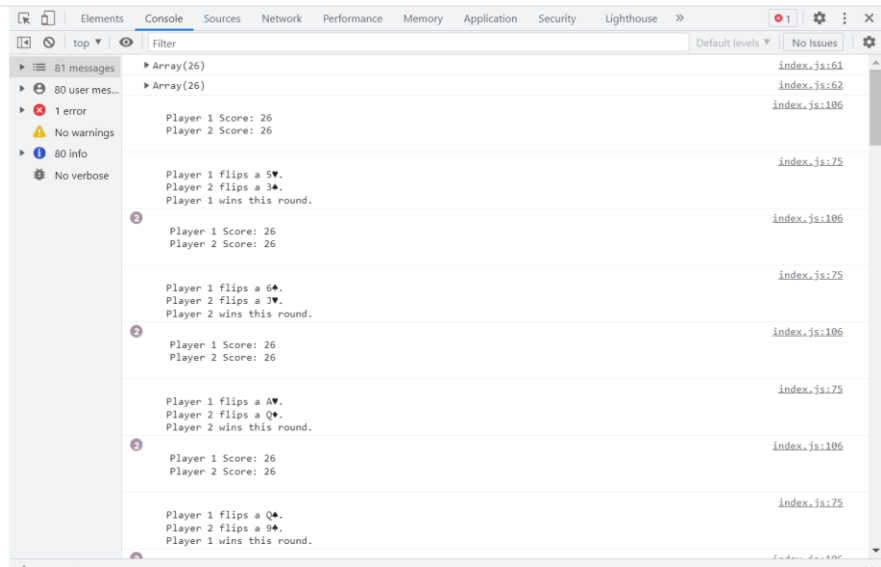 Elements Console Sources Network Performance Memory Application Security Lighthouse » 1
top ▼ Filter Default levels ▼ No Issues
81 messages
80 user mes...
1 error
No warnings
80 info
No verbose
▶ Array(26) index.js:61
▶ Array(26) index.js:62
index.js:106
Player 1 Score: 26
Player 2 Score: 26
index.js:75
Player 1 flips a 5♥.
Player 2 flips a 3♠.
Player 1 wins this round.
2 index.js:106
Player 1 Score: 26
Player 2 Score: 26
index.js:75
Player 1 flips a 6♠.
Player 2 flips a J♥.
Player 2 wins this round.
2 index.js:106
Player 1 Score: 26
Player 2 Score: 26
index.js:75
Player 1 flips a A♥.
Player 2 flips a Q♦.
Player 2 wins this round.
2 index.js:106
Player 1 Score: 26
Player 2 Score: 26
index.js:75
Player 1 flips a Q♠.
Player 2 flips a 9♠.
Player 1 wins this round.